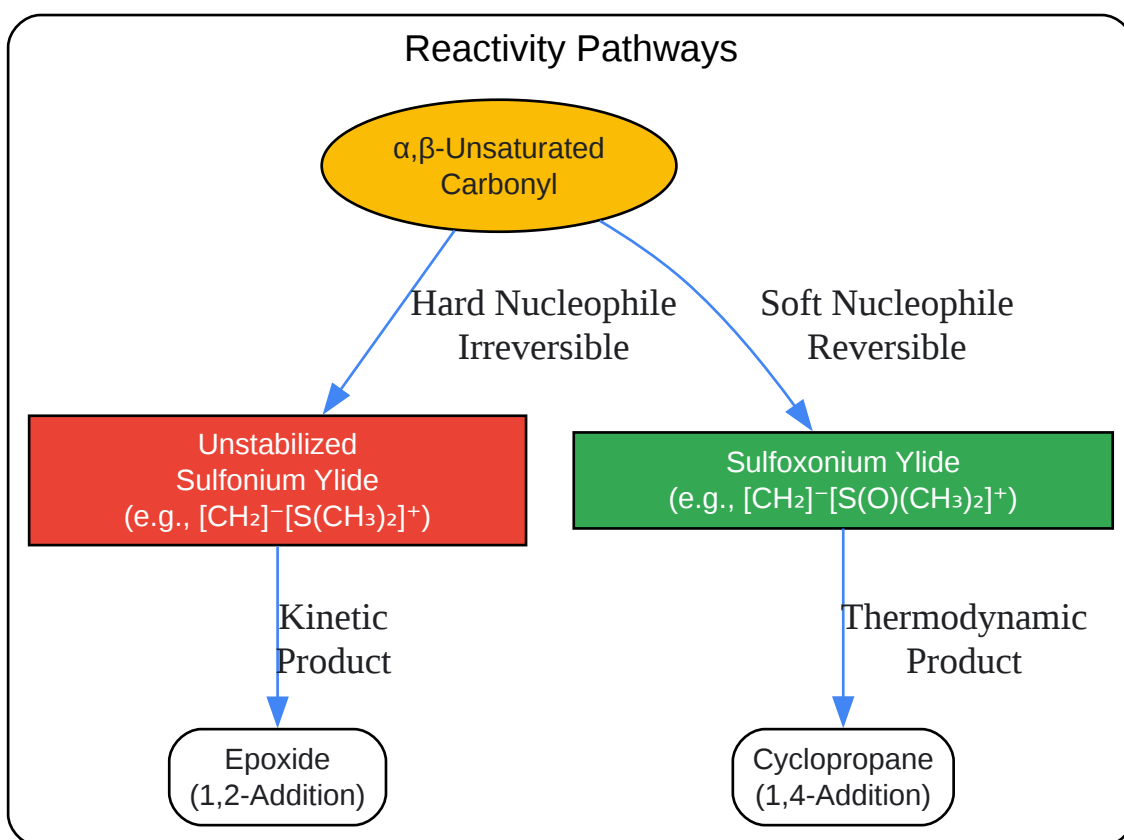 Reactivity Pathways
α,β-Unsaturated
Carbonyl
Hard Nucleophile
Irreversible
Soft Nucleophile
Reversible
Unstabilized
Sulfonium Ylide
(e.g., [CH₂]⁻[S(CH₃)₂]⁺)
Sulfoxonium Ylide
(e.g., [CH₂]⁻[S(O)(CH₃)₂]⁺)
Kinetic
Product
Thermodynamic
Product
Epoxide
(1,2-Addition)
Cyclopropane
(1,4-Addition)